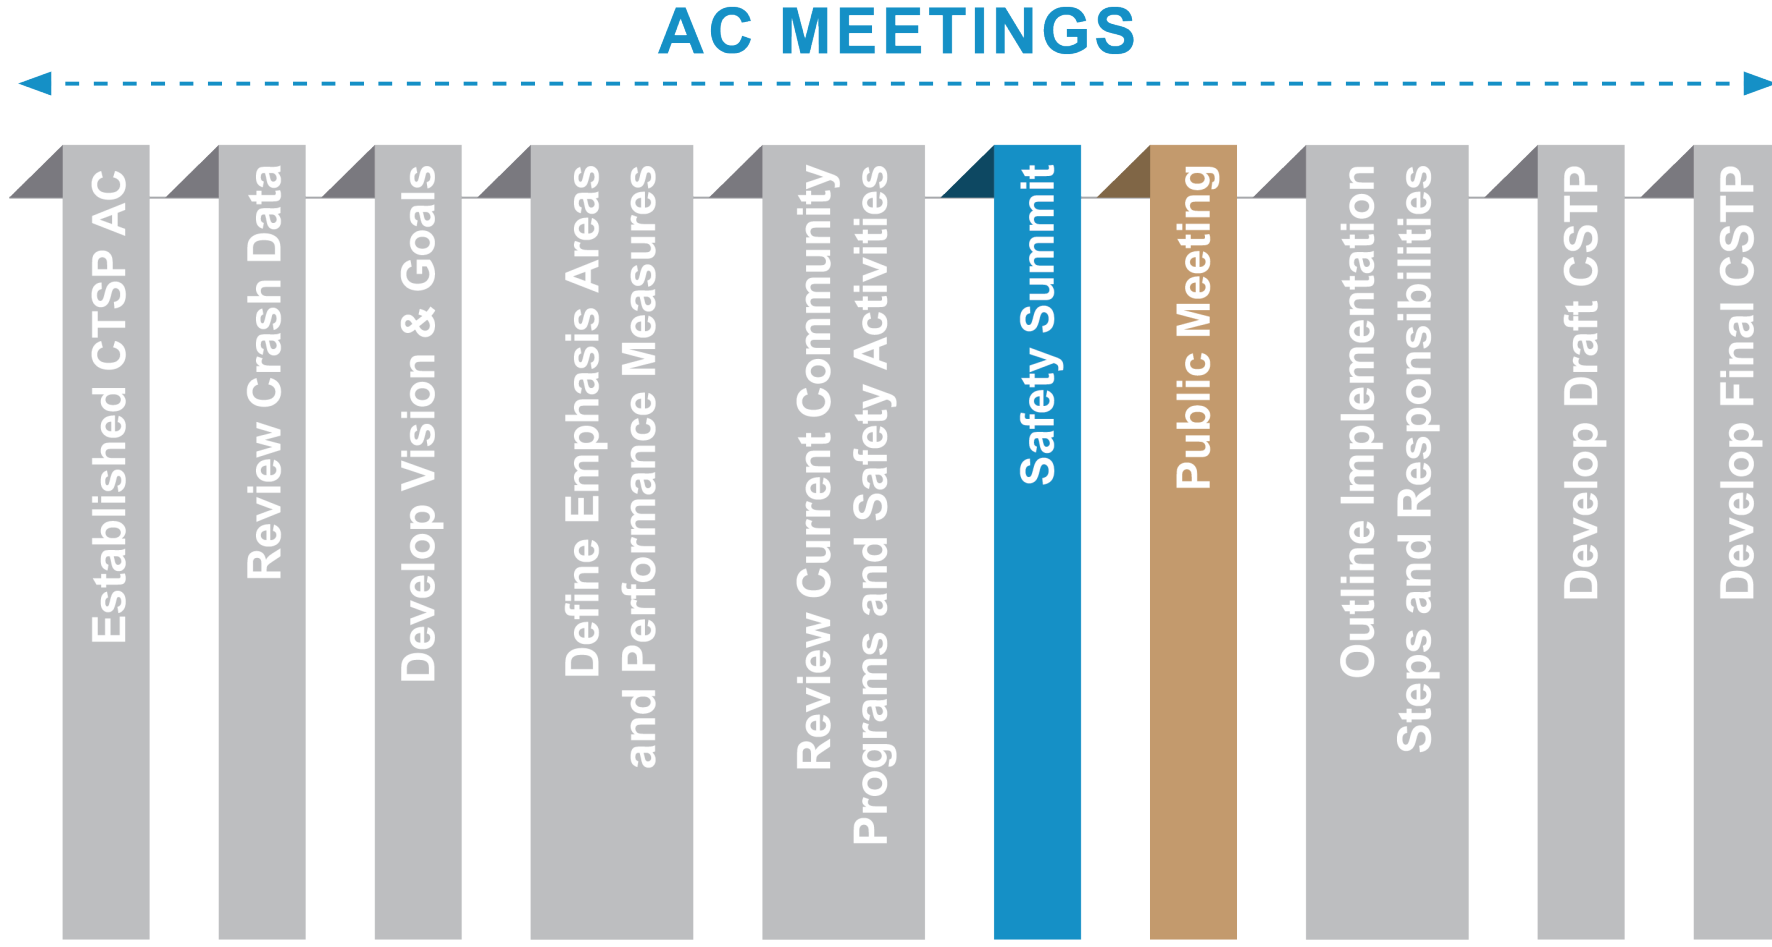 AC MEETINGS
Established CTSP AC
Review Crash Data
Develop Vision & Goals
Define Emphasis Areas
and Performance Measures
Review Current Community
Programs and Safety Activities
Safety Summit
Public Meeting
Outline Implementation
Steps and Responsibilities
Develop Draft CSTP
Develop Final CSTP